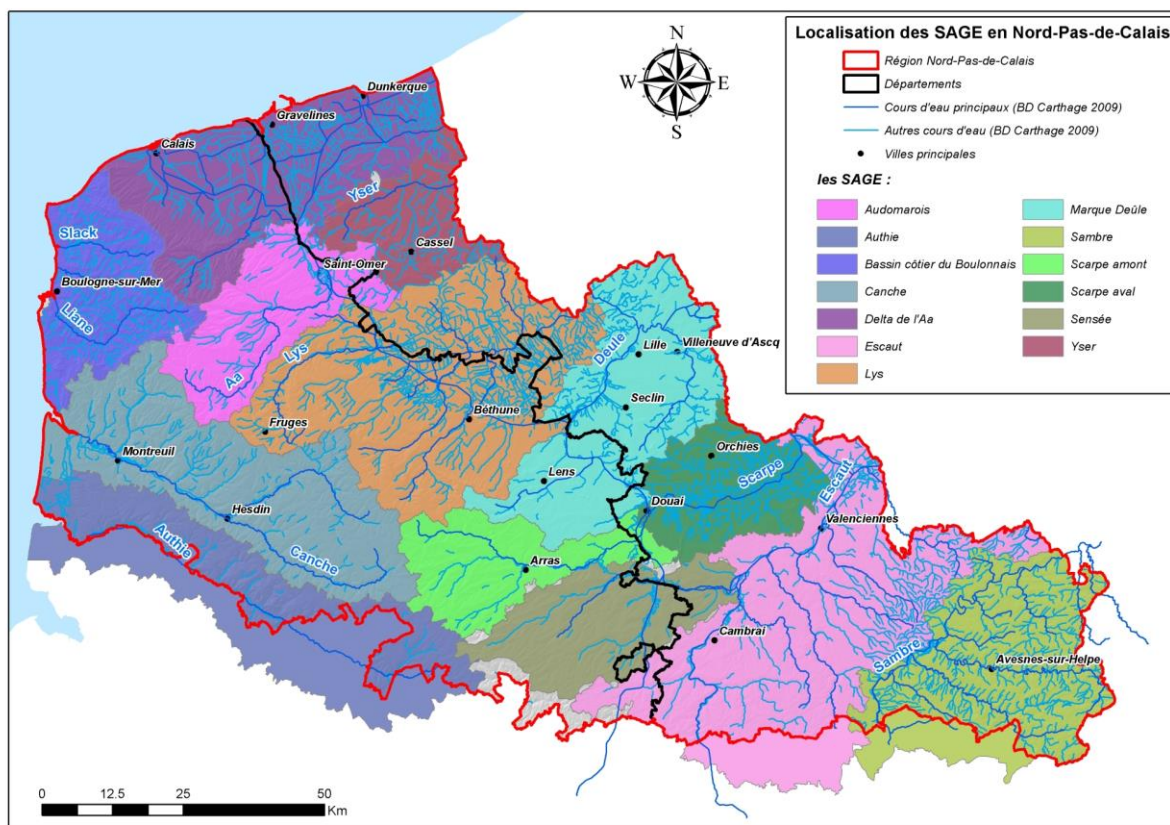 Localisation des SAGE en Nord-Pas-de-Calais
Région Nord-Pas-de-Calais
Départements
Cours d'eau principaux (BD Carthage 2009)
Autres cours d'eau (BD Carthage 2009)
Villes principales
les SAGE :
Audomarois
Authie
Bassin côtier du Boulonnais
Canche
Delta de l'Aa
Escaut
Lys
Marque Deûle
Sambre
Scarpe amont
Scarpe aval
Sensée
Yser
N
W
E
S
Dunkerque
Gravelines
Calais
Yser
Slack
Cassel
Saint-Omer
Boulogne-sur-Mer
Liane
Lys
Aa
Deule
Lille
Villeneuve d'Ascq
Seclin
Béthune
Fruges
Montreuil
Orchies
Lens
Scarpe
Escaut
Hesdin
Douai
Valenciennes
Authie
Canche
Arras
Cambrai
Sambre
Avesnes-sur-Helpe
0 12.5 25 50
Km